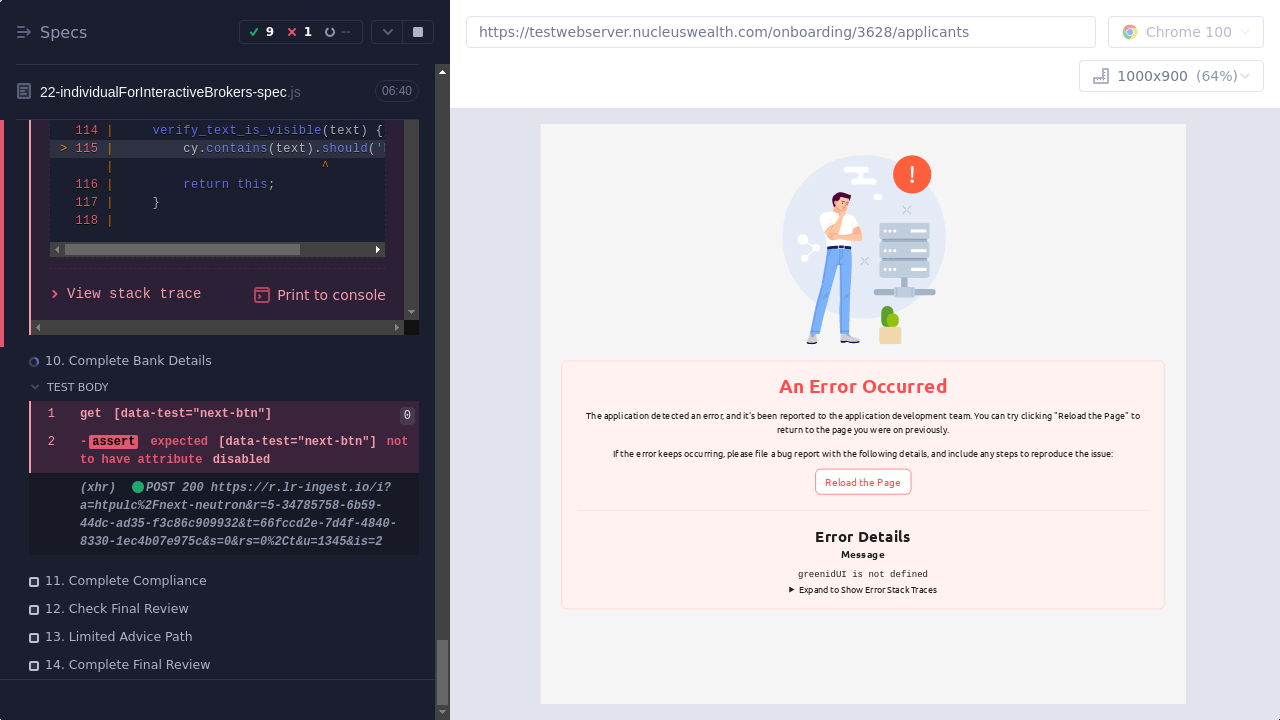 Specs
9 1 --
22-individualForInteractiveBrokers-spec.js
06:40
114 | verify_text_is_visible(text) {
> 115 | cy.contains(text).should('
| ^
116 | return this;
117 | }
118 |
View stack trace
Print to console
10. Complete Bank Details
TEST BODY
1 get [data-test="next-btn"] 0
2 -assert expected [data-test="next-btn"] not
to have attribute disabled
(xhr) POST 200 https://r.lr-ingest.io/i?
a=htpulc%2Fnext-neutron&r=5-34785758-6b59-
44dc-ad35-f3c86c909932&t=66fccd2e-7d4f-4840-
8330-1ec4b07e975c&s=0&rs=0%2Ct&u=1345&is=2
11. Complete Compliance
12. Check Final Review
13. Limited Advice Path
14. Complete Final Review
https://testwebserver.nucleuswealth.com/onboarding/3628/applicants
Chrome 100
1000x900 (64%)
!
An Error Occurred
The application detected an error, and it's been reported to the application development team. You can try clicking "Reload the Page" to
return to the page you were on previously.
If the error keeps occurring, please file a bug report with the following details, and include any steps to reproduce the issue:
Reload the Page
Error Details
Message
greenidUI is not defined
Expand to Show Error Stack Traces